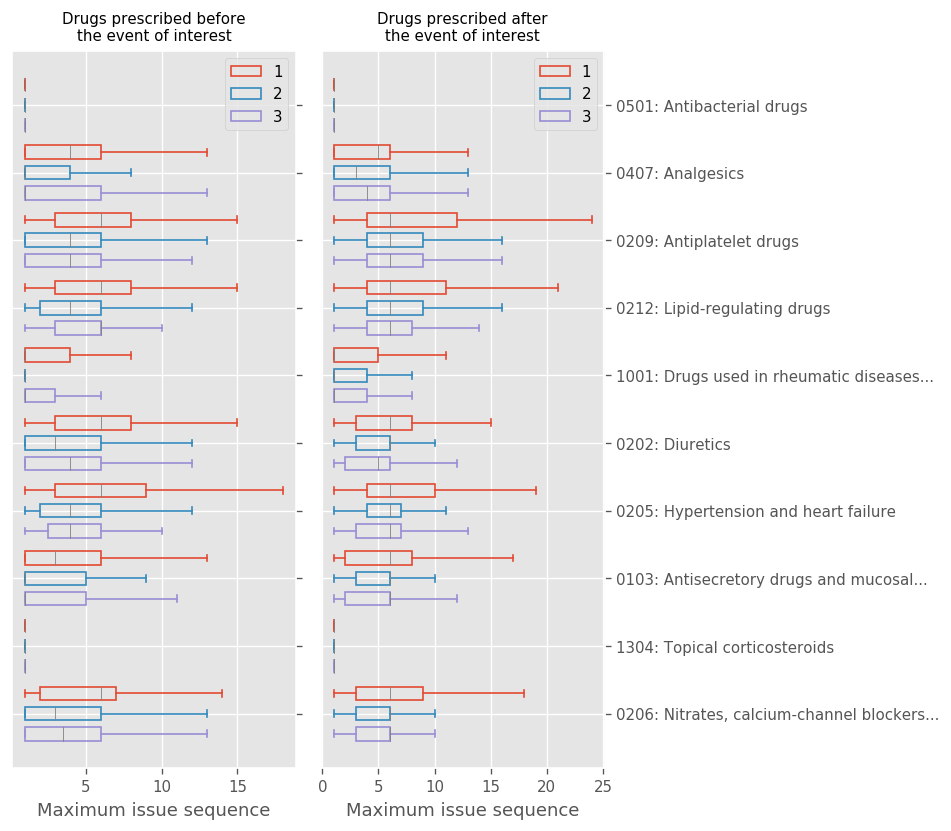 Drugs prescribed before
the event of interest
Drugs prescribed after
the event of interest
1
2
3
1
2
3
0501: Antibacterial drugs
0407: Analgesics
0209: Antiplatelet drugs
0212: Lipid-regulating drugs
1001: Drugs used in rheumatic diseases...
0202: Diuretics
0205: Hypertension and heart failure
0103: Antisecretory drugs and mucosal...
1304: Topical corticosteroids
0206: Nitrates, calcium-channel blockers...
5 10 15
0 5 10 15 20 25
Maximum issue sequence
Maximum issue sequence